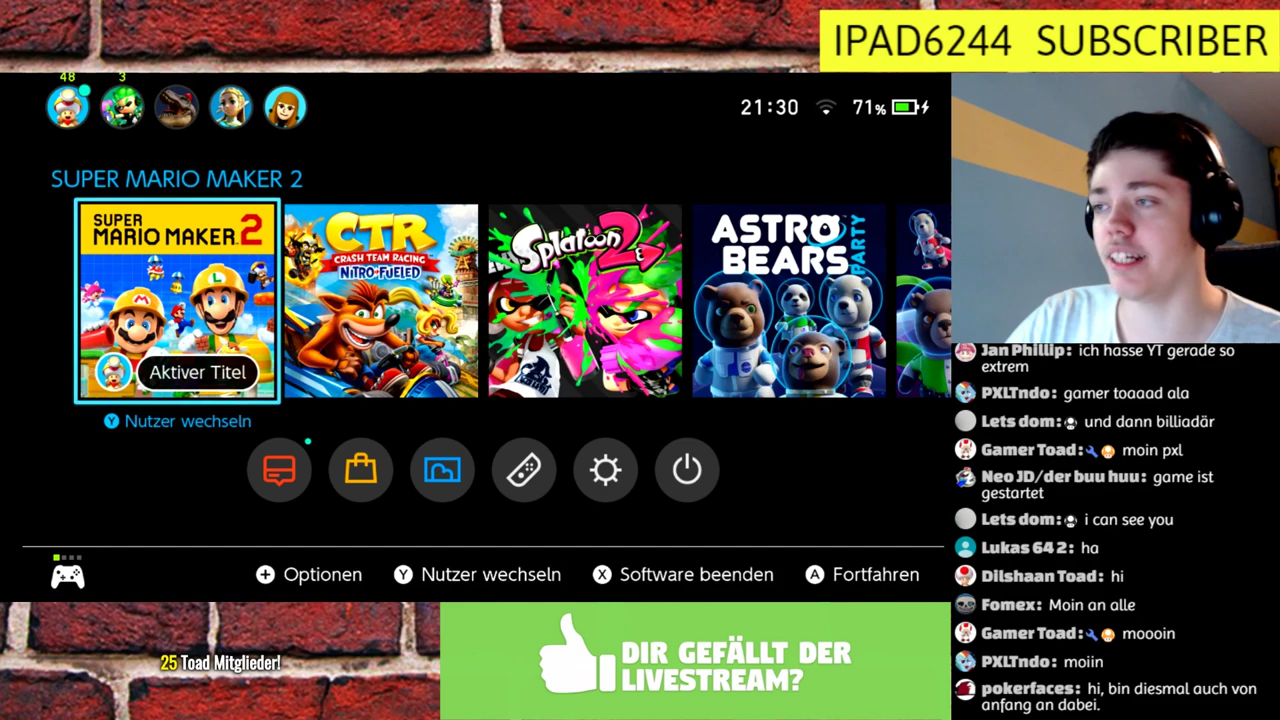 IPAD6244 SUBSCRIBER
48
3
21:30
71%
SUPER MARIO MAKER 2
SUPER
MARIO MAKER 2
Aktiver Titel
CTR
CRASH TEAM RACING
NITRO-FUELED
Splatoon 2
ASTRO
BEARS
PARTY
Y Nutzer wechseln
+ Optionen
Y Nutzer wechseln
X Software beenden
A Fortfahren
25 Toad Mitglieder!
DIR GEFÄLLT DER
LIVESTREAM?
Jan Phillip: ich hasse YT gerade so
extrem
PXLTndo: gamer toaaad ala
Lets dom: und dann billiadär
Gamer Toad: moin pxl
Neo JD/der buu huu: game ist
gestartet
Lets dom: i can see you
Lukas 64 2: ha
Dilshaan Toad: hi
Fomex: Moin an alle
Gamer Toad: moooin
PXLTndo: moiin
pokerfaces: hi, bin diesmal auch von
anfang an dabei.